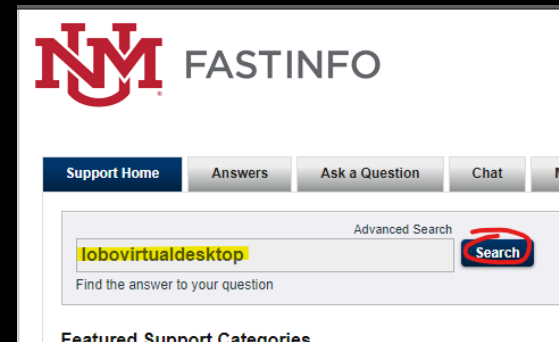 UNM FASTINFO
Support Home Answers Ask a Question Chat M
Advanced Search
lobovirtualdesktop Search
Find the answer to your question
Featured Support Categories